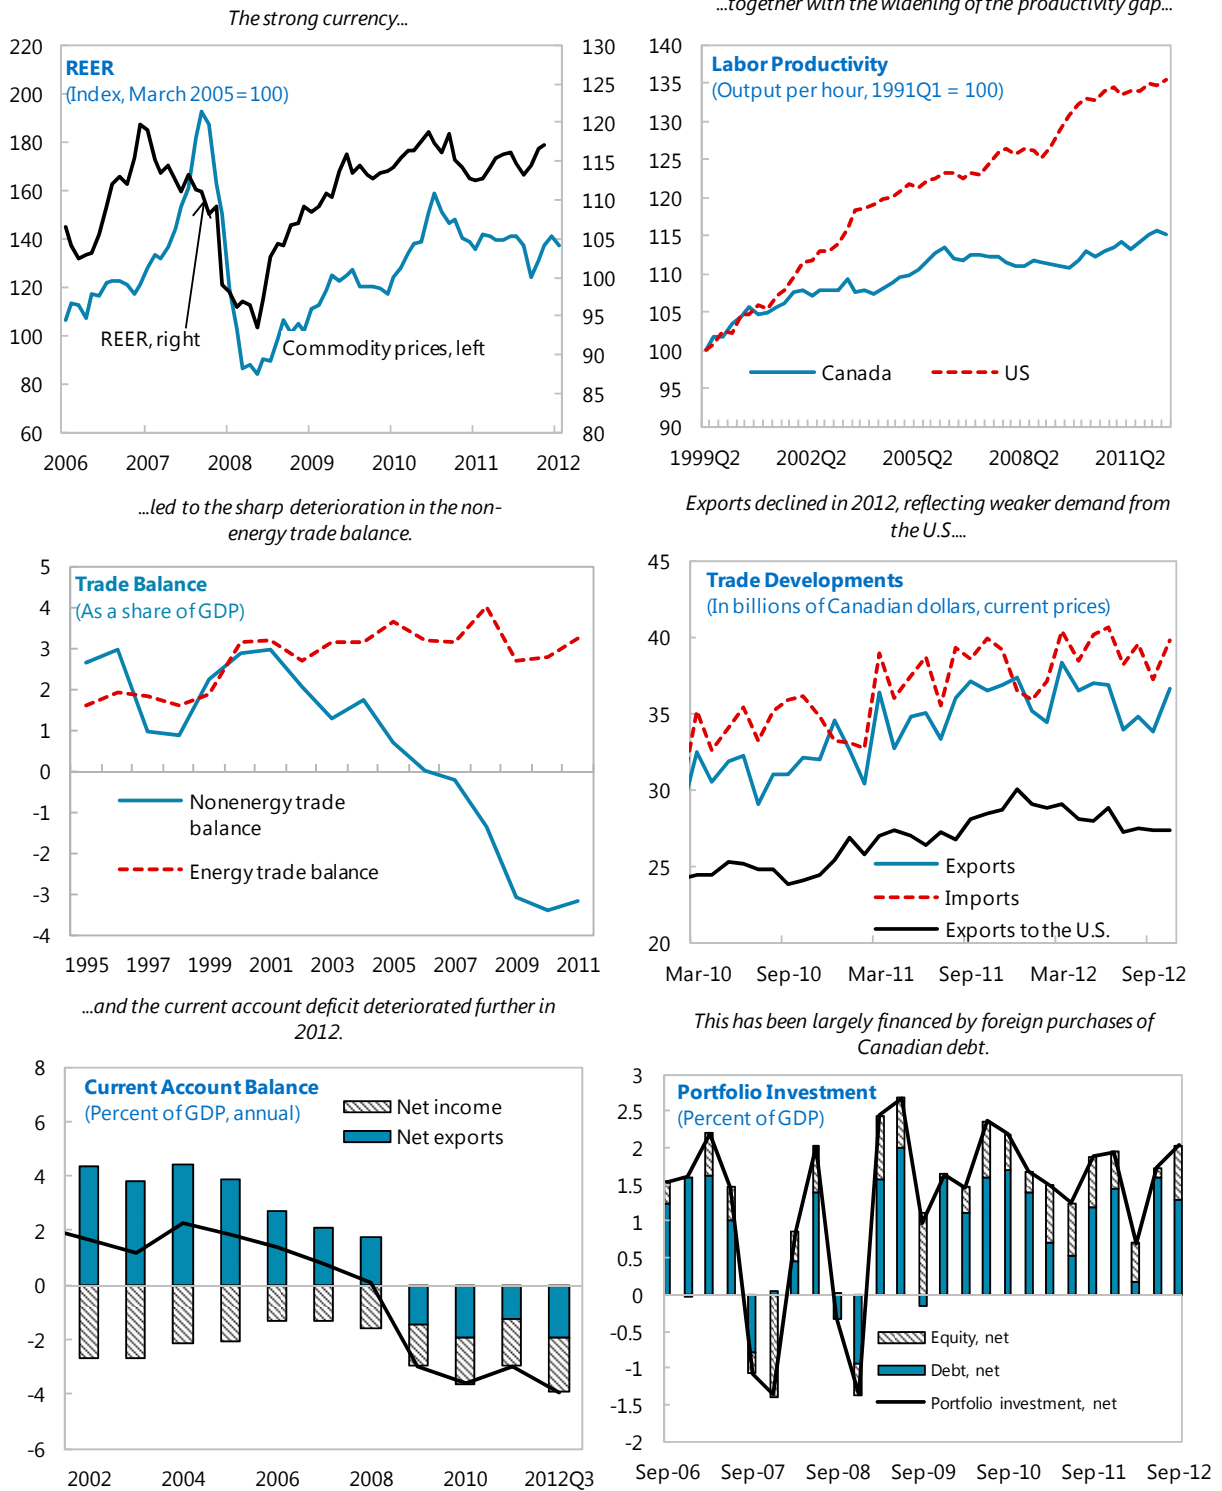 The strong currency...
220
200
180
160
140
120
100
80
60
130
125
120
115
110
105
100
95
90
85
80
REER
(Index, March 2005=100)
REER, right
Commodity prices, left
2006 2007 2008 2009 2010 2011 2012
...together with the widening of the productivity gap...
140
135
130
125
120
115
110
105
100
95
90
Labor Productivity
(Output per hour, 1991Q1 = 100)
Canada
US
1999Q2 2002Q2 2005Q2 2008Q2 2011Q2
...led to the sharp deterioration in the non-
energy trade balance.
5
4
3
2
1
0
-1
-2
-3
-4
Trade Balance
(As a share of GDP)
Nonenergy trade
balance
Energy trade balance
1995 1997 1999 2001 2003 2005 2007 2009 2011
Exports declined in 2012, reflecting weaker demand from
the U.S....
45
40
35
30
25
20
Trade Developments
(In billions of Canadian dollars, current prices)
Exports
Imports
Exports to the U.S.
Mar-10 Sep-10 Mar-11 Sep-11 Mar-12 Sep-12
...and the current account deficit deteriorated further in
2012.
8
6
4
2
0
-2
-4
-6
Current Account Balance
(Percent of GDP, annual)
Net income
Net exports
2002 2004 2006 2008 2010 2012Q3
This has been largely financed by foreign purchases of
Canadian debt.
3
2.5
2
1.5
1
0.5
0
-0.5
-1
-1.5
-2
Portfolio Investment
(Percent of GDP)
Equity, net
Debt, net
Portfolio investment, net
Sep-06 Sep-07 Sep-08 Sep-09 Sep-10 Sep-11 Sep-12